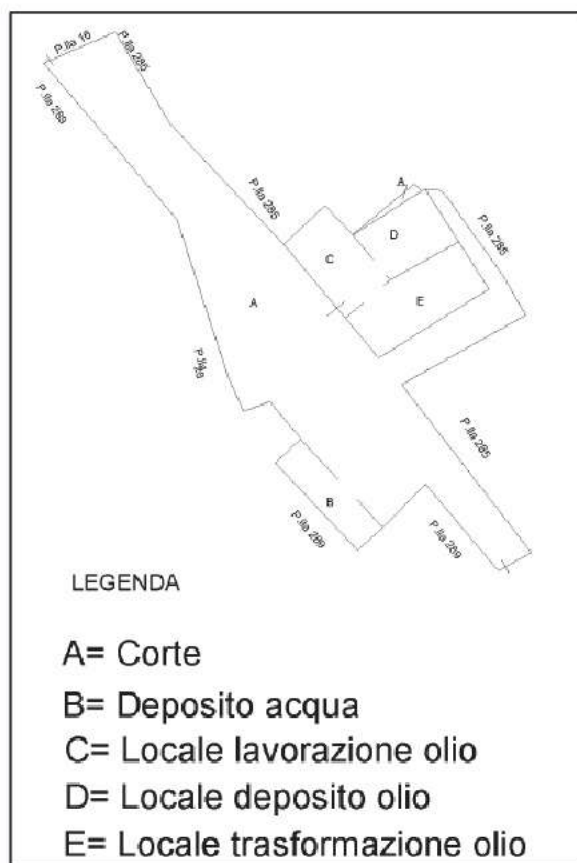 P.lla 16
P.lla 285
P.lla 289
P.lla 285
A
D
P.lla 285
C
E
A
P.lla
P.lla 285
B
P.lla 289
P.lla 289
LEGENDA
A= Corte
B= Deposito acqua
C= Locale lavorazione olio
D= Locale deposito olio
E= Locale trasformazione olio